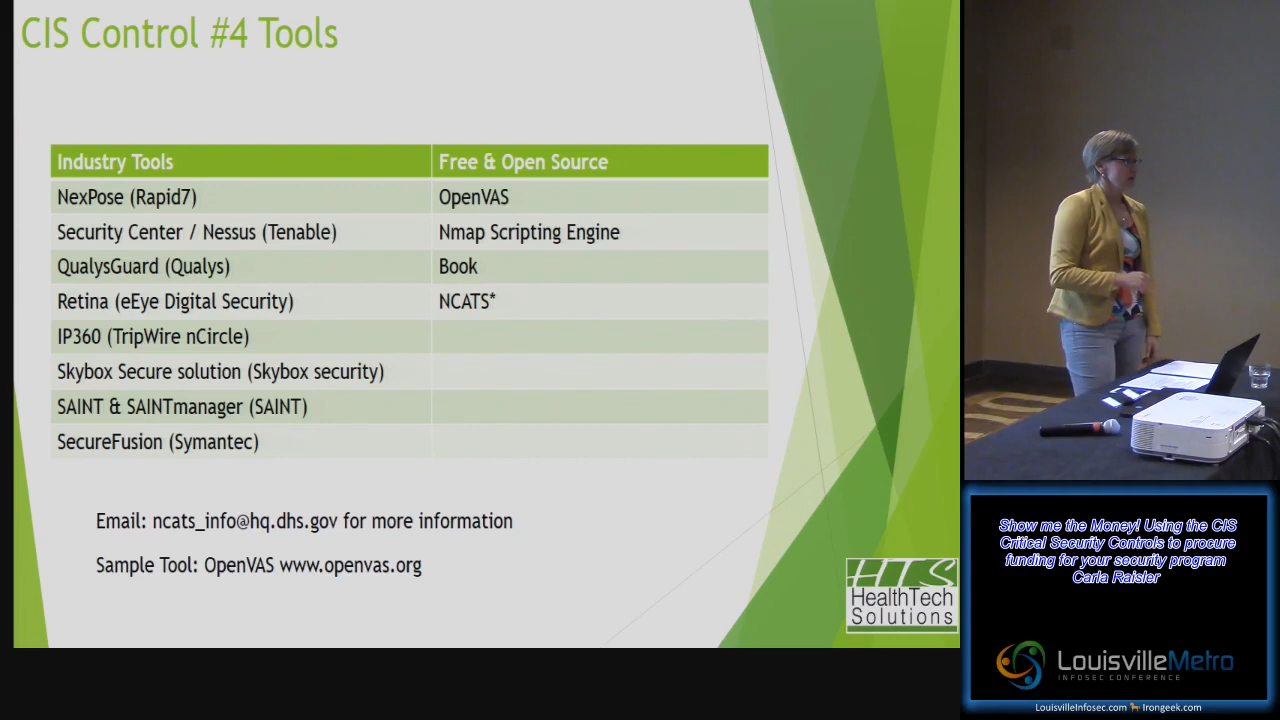 CIS Control #4 Tools
Industry Tools
Free & Open Source
NexPose (Rapid7)
OpenVAS
Security Center / Nessus (Tenable)
Nmap Scripting Engine
QualysGuard (Qualys)
Book
Retina (eEye Digital Security)
NCATS*
IP360 (TripWire nCircle)
Skybox Secure solution (Skybox security)
SAINT & SAINTmanager (SAINT)
SecureFusion (Symantec)
Email: ncats_info@hq.dhs.gov for more information
Sample Tool: OpenVAS www.openvas.org
HTS
HealthTech
Solutions
Show me the Money! Using the CIS
Critical Security Controls to procure
funding for your security program
Carla Raisler
LouisvilleMetro
INFOSEC CONFERENCE
LouisvilleInfosec.com Irongeek.com